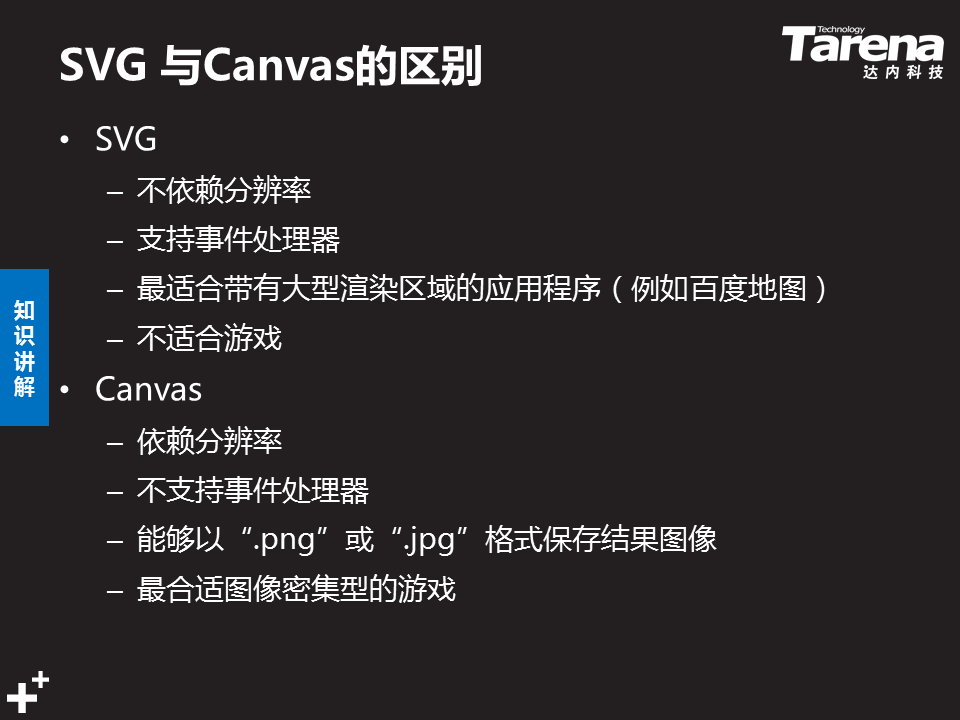 SVG 与Canvas的区别
Technology
Tarena
达内科技
• SVG
– 不依赖分辨率
– 支持事件处理器
– 最适合带有大型渲染区域的应用程序（例如百度地图）
– 不适合游戏
知识讲解
• Canvas
– 依赖分辨率
– 不支持事件处理器
– 能够以“.png”或“.jpg”格式保存结果图像
– 最合适图像密集型的游戏